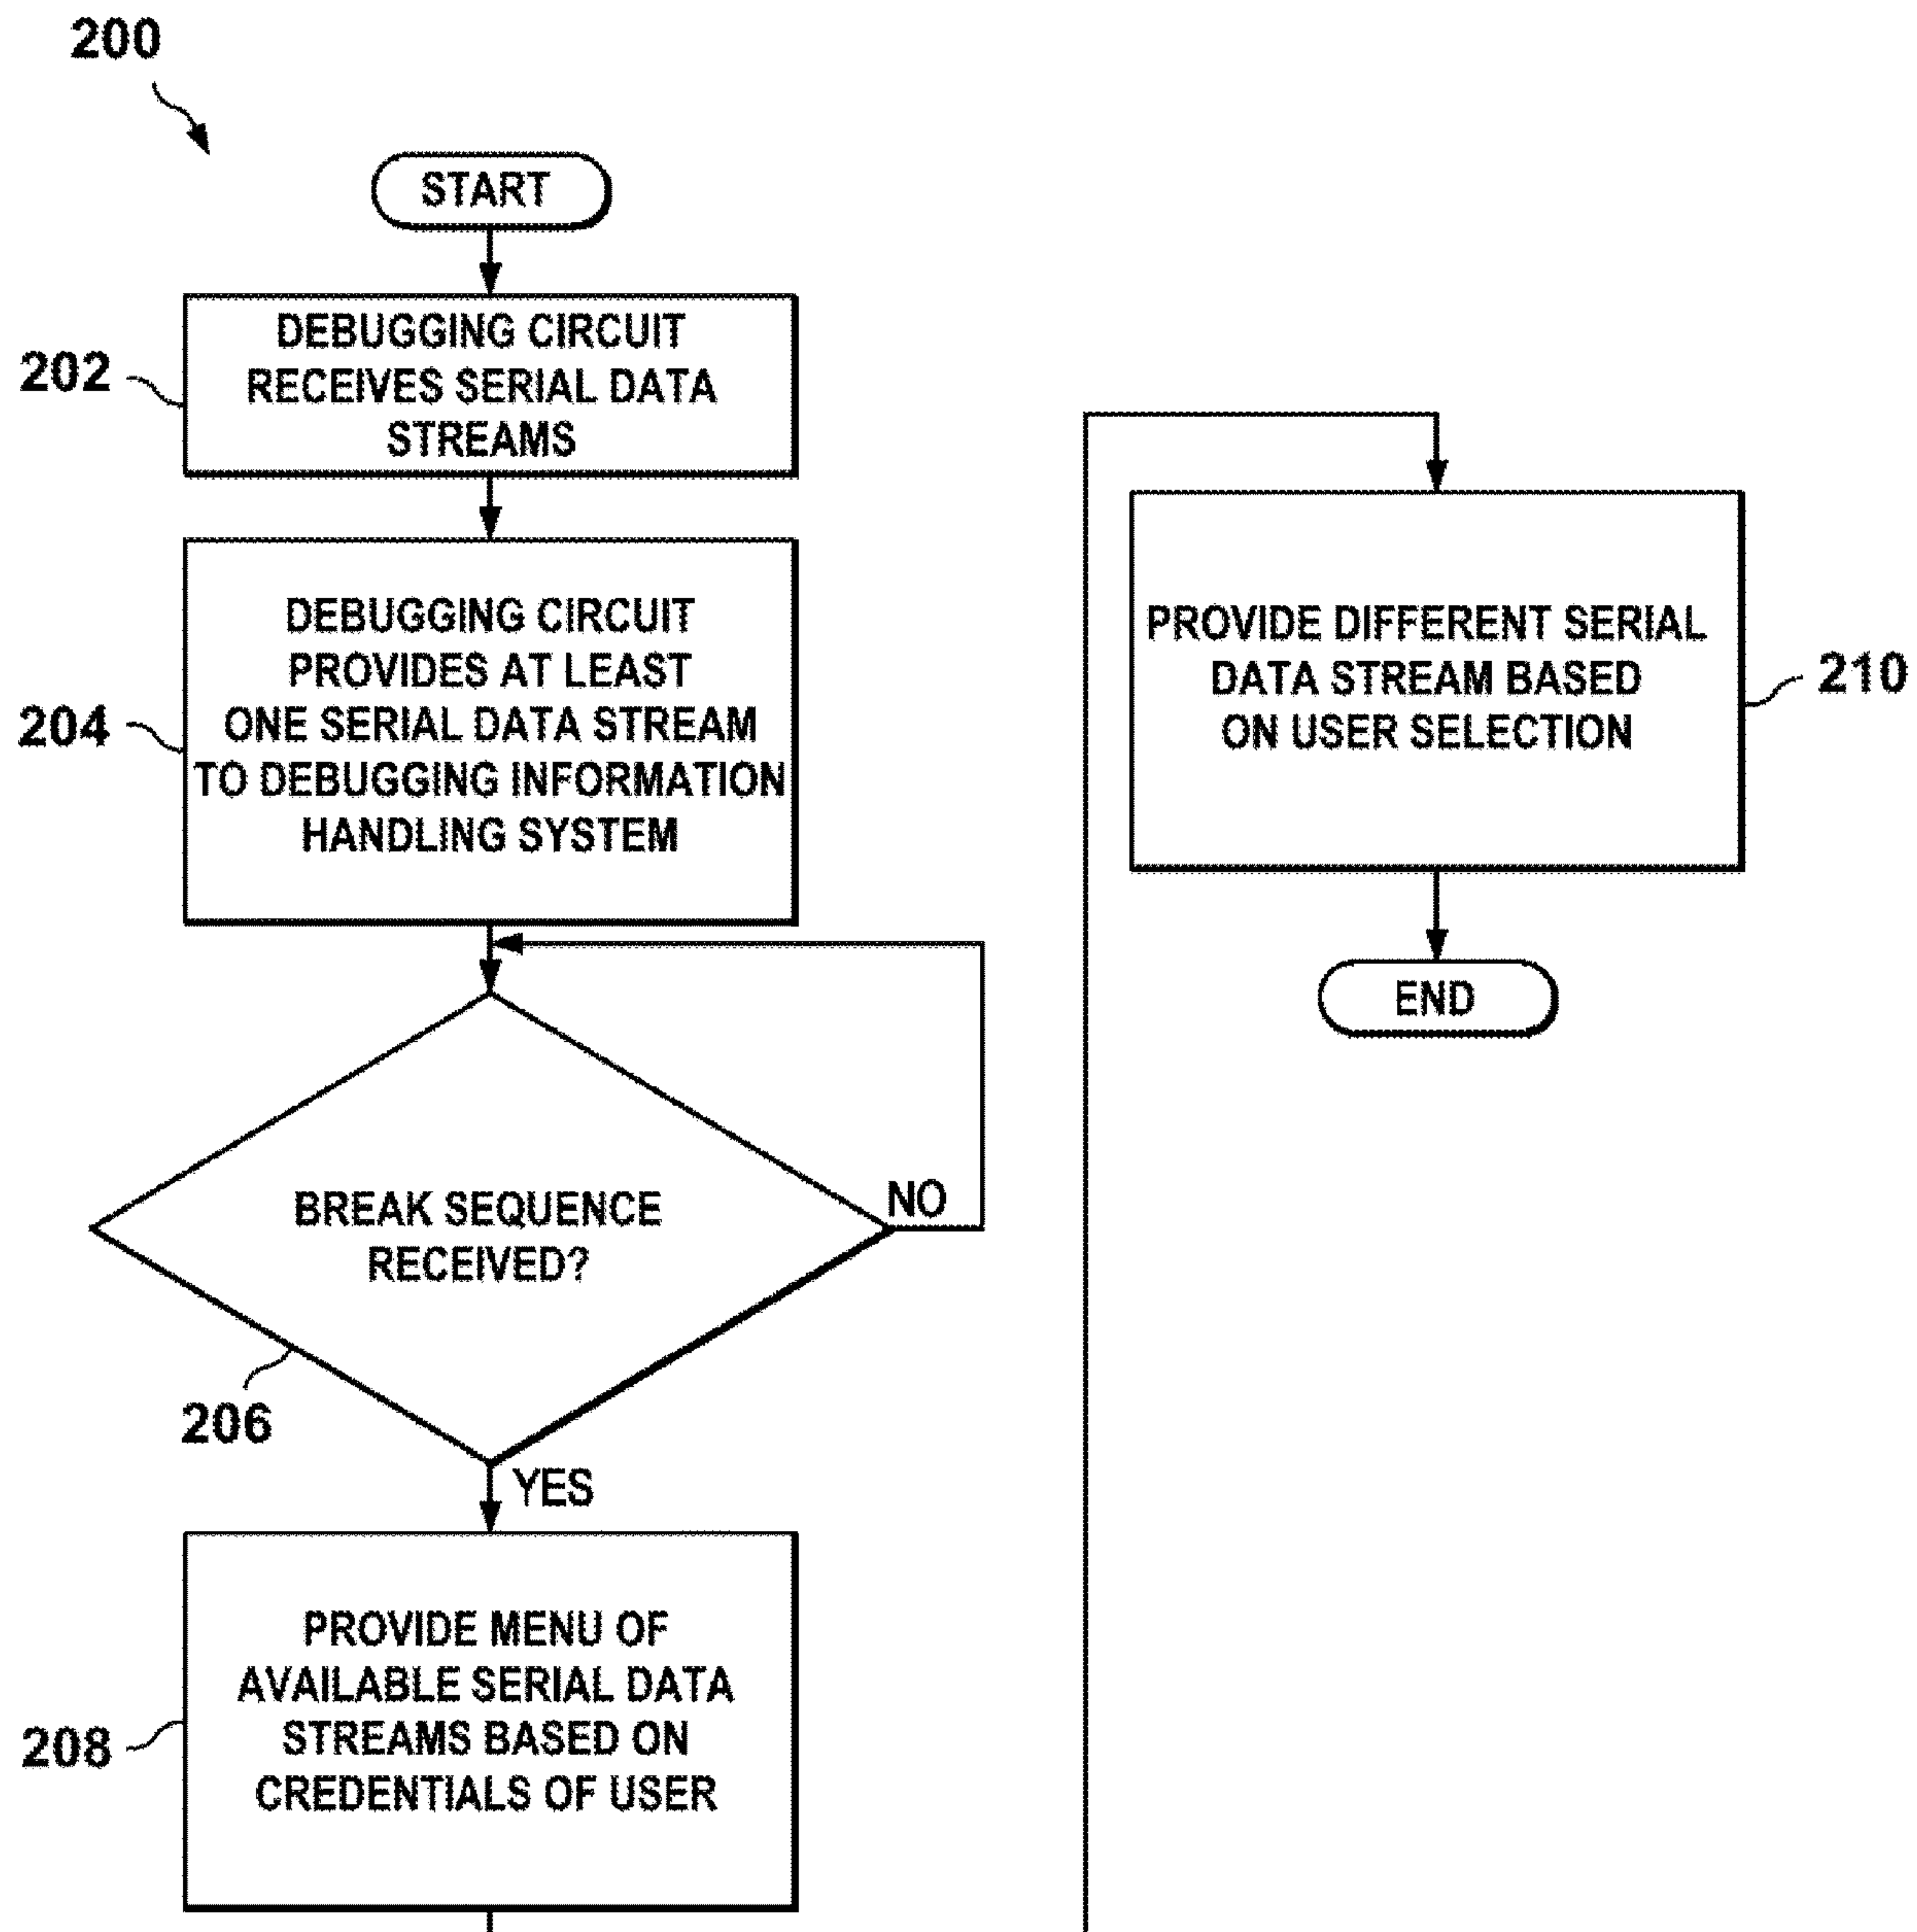 200
START
202
DEBUGGING CIRCUIT
RECEIVES SERIAL DATA
STREAMS
204
DEBUGGING CIRCUIT
PROVIDES AT LEAST
ONE SERIAL DATA STREAM
TO DEBUGGING INFORMATION
HANDLING SYSTEM
BREAK SEQUENCE
RECEIVED?
NO
206
YES
208
PROVIDE MENU OF
AVAILABLE SERIAL DATA
STREAMS BASED ON
CREDENTIALS OF USER
PROVIDE DIFFERENT SERIAL
DATA STREAM BASED
ON USER SELECTION
210
END